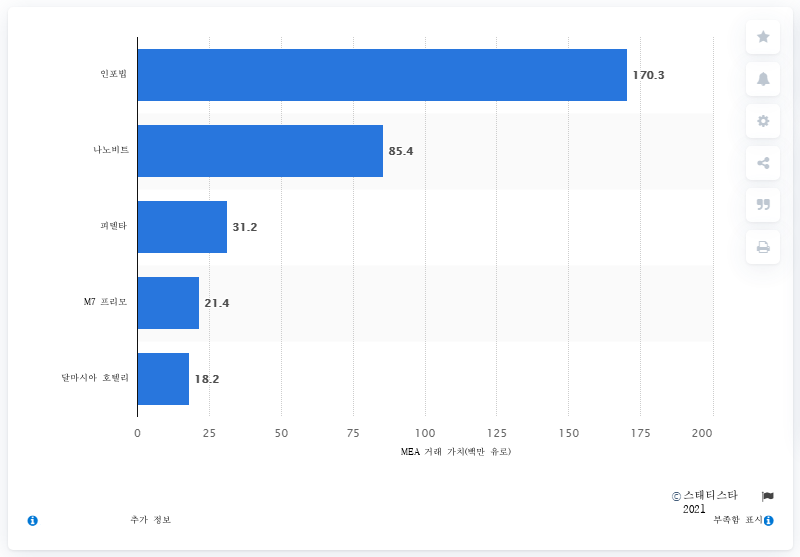 인포빕
170.3
나노비트
85.4
피델타
31.2
M7 프리모
21.4
달마시아 호텔리
18.2
0 25 50 75 100 125 150 175 200
MEA 거래 가치(백만 유로)
© 스태티스타
2021
추가 정보
부족함 표시